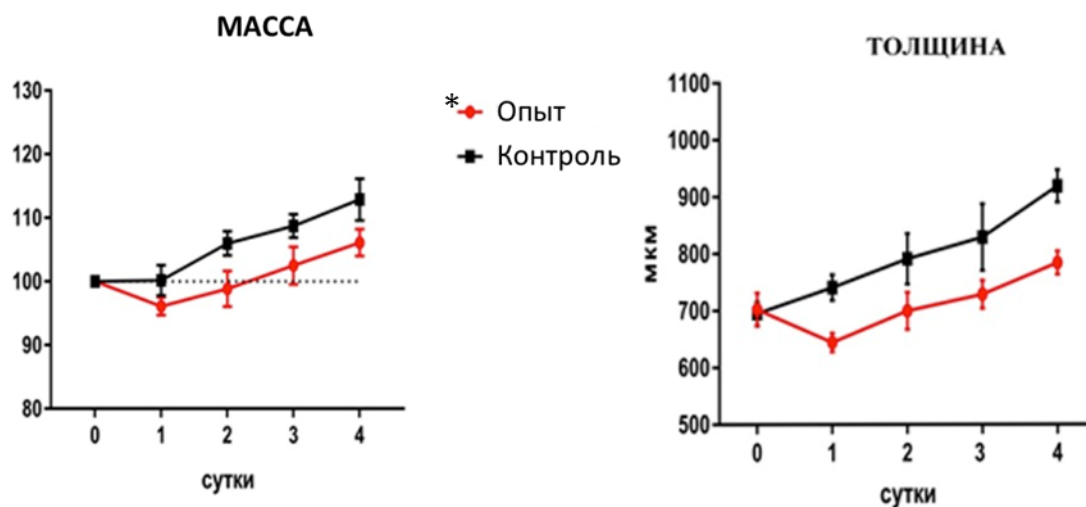 МАССА
130
120
110
100
90
80
0 1 2 3 4
сутки
* Опыт
Контроль
ТОЛЩИНА
1100
1000
900
800
700
600
500
мкм
0 1 2 3 4
сутки